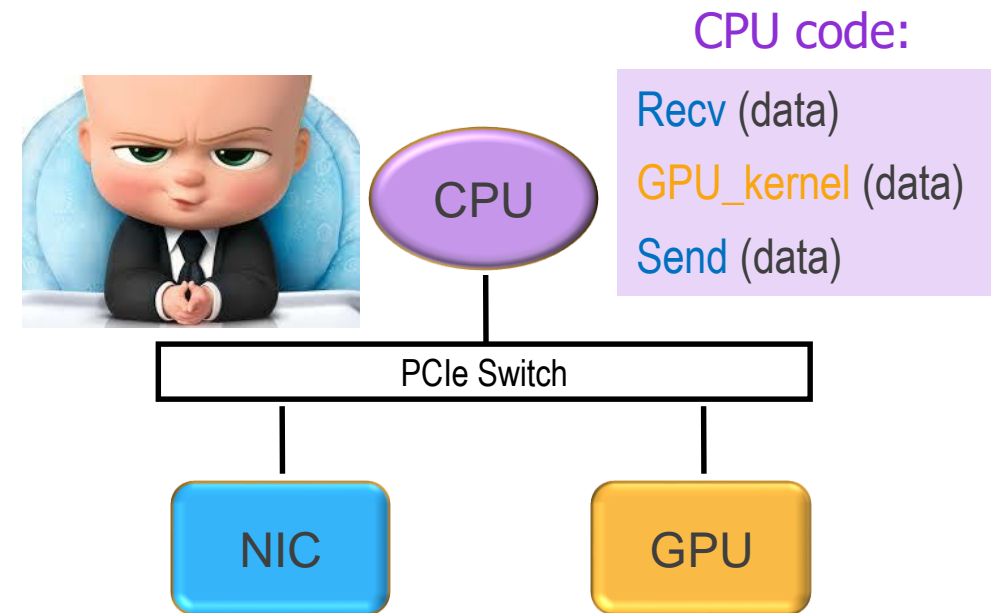 CPU code:
Recv (data)
GPU_kernel (data)
Send (data)
CPU
PCIe Switch
NIC
GPU